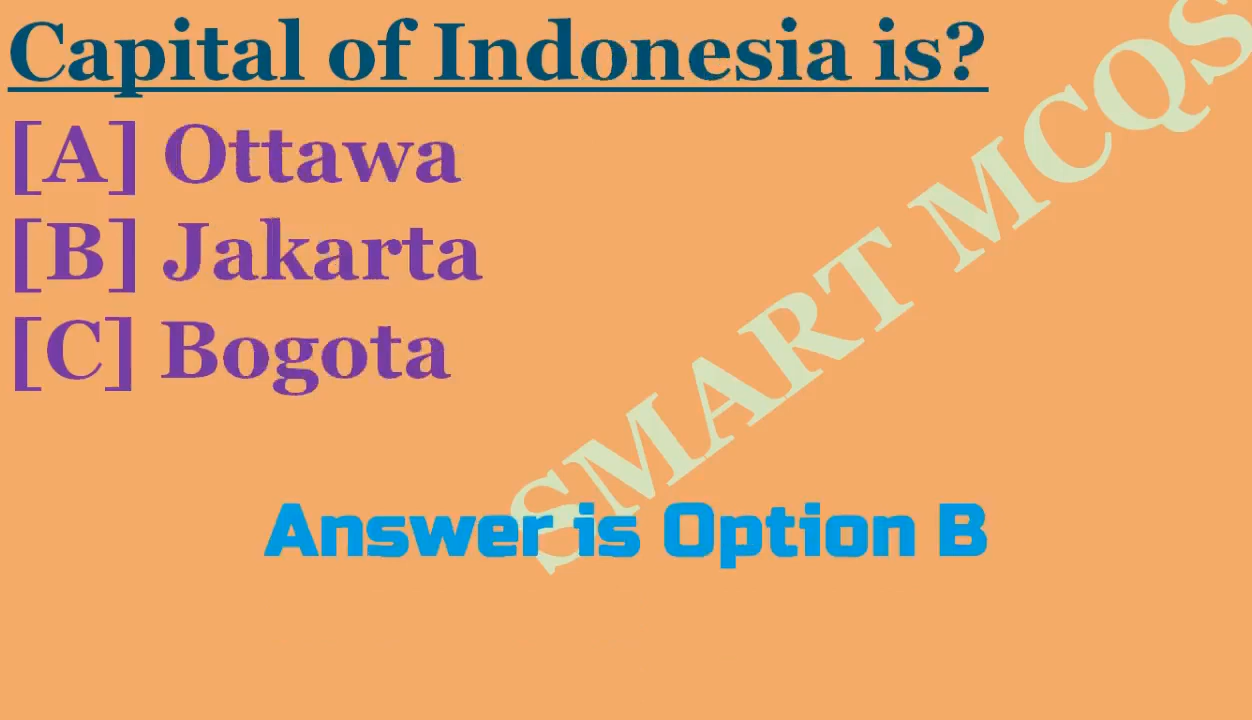 Capital of Indonesia is?
[A] Ottawa
[B] Jakarta
[C] Bogota
SMART MCQS
Answer is Option B